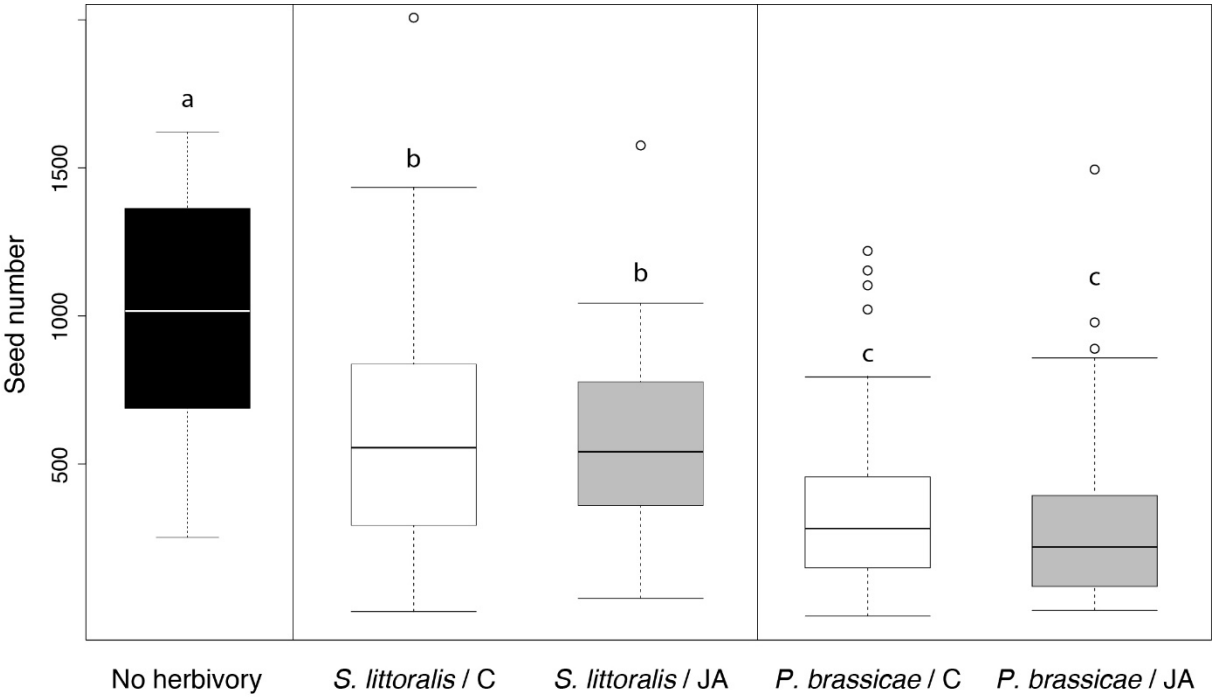 Seed number
1500
1000
500
a
b
b
c
c
No herbivory
S. littoralis / C
S. littoralis / JA
P. brassicae / C
P. brassicae / JA